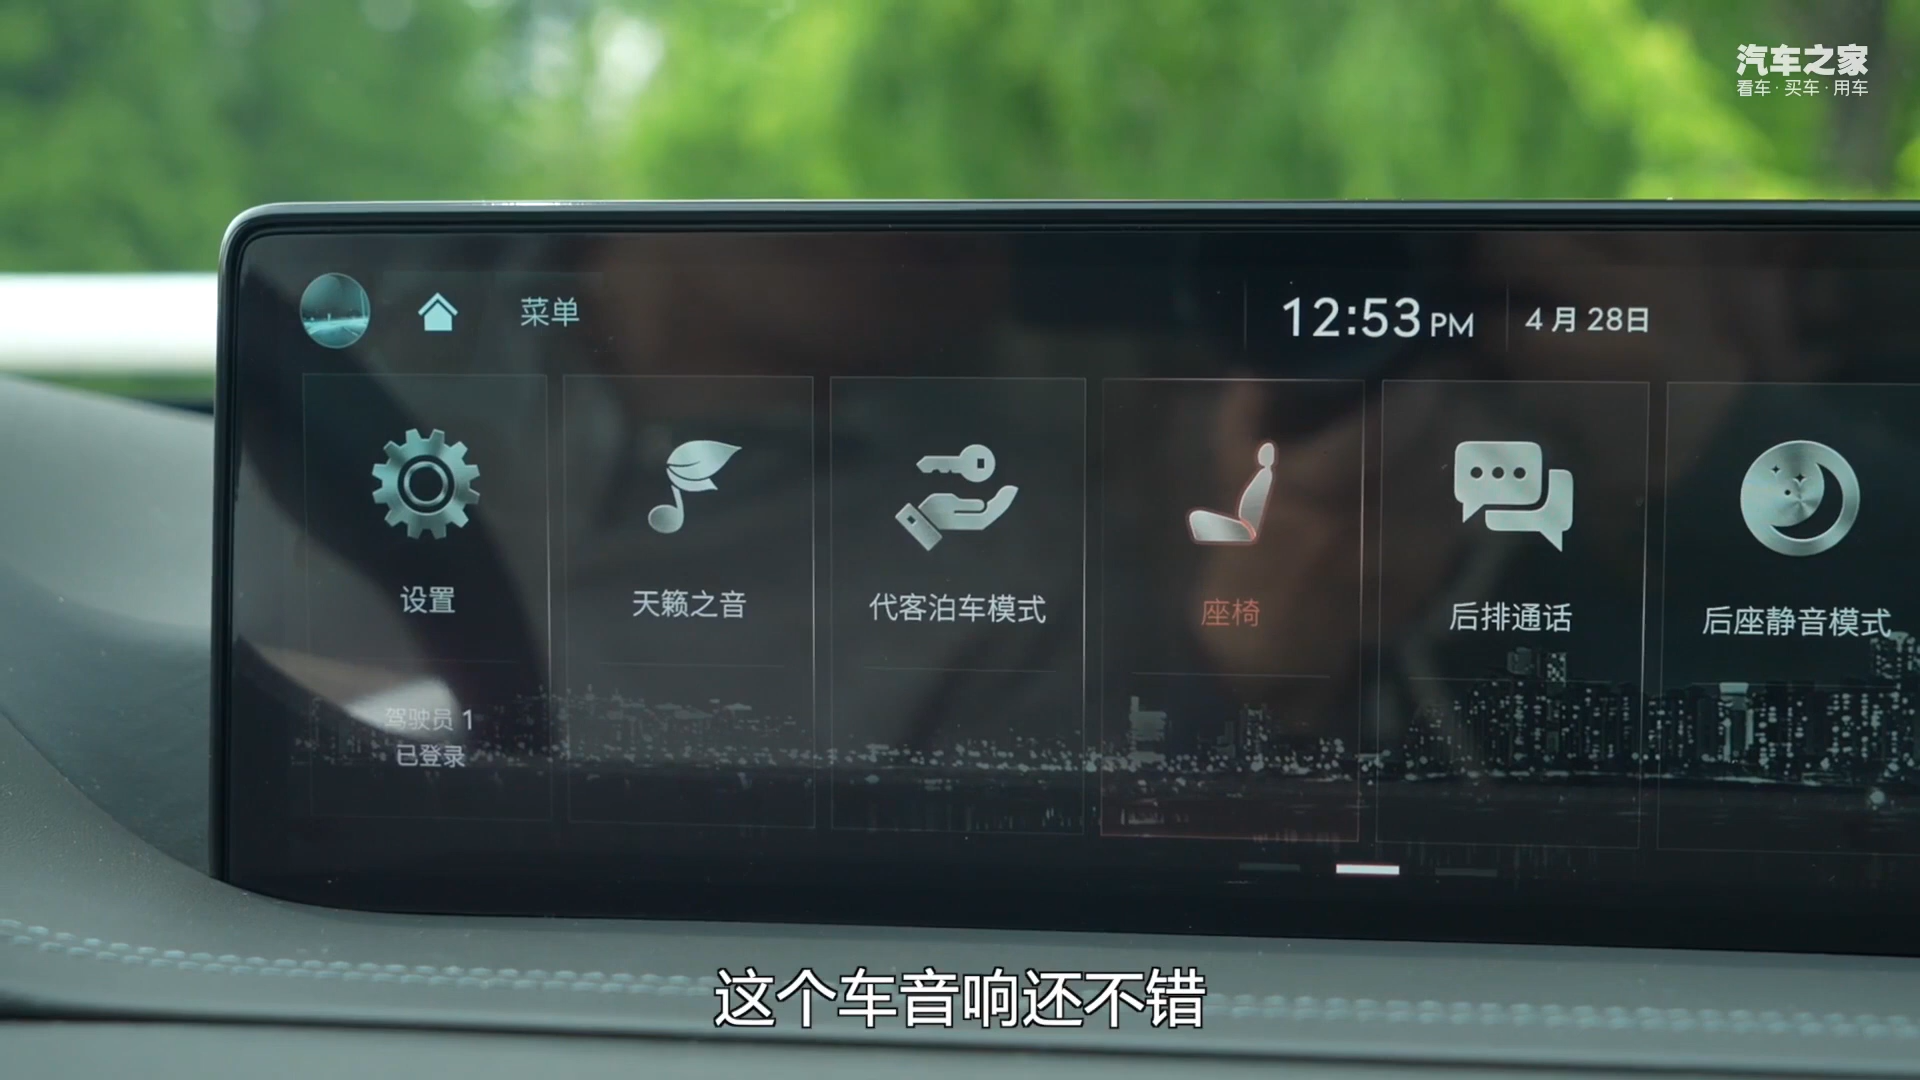 汽车之家
看车·买车·用车
菜单
12:53 PM
4月28日
设置
天籁之音
代客泊车模式
座椅
后排通话
后座静音模式
驾驶员 1
已登录
这个车音响还不错